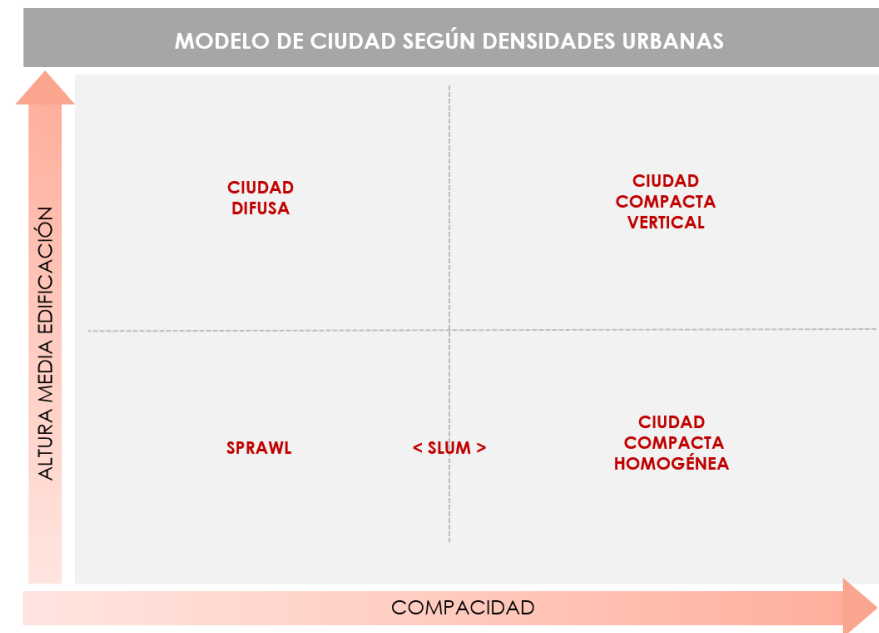 MODELO DE CIUDAD SEGÚN DENSIDADES URBANAS
ALTURA MEDIA EDIFICACIÓN
CIUDAD
DIFUSA
CIUDAD
COMPACTA
VERTICAL
SPRAWL
< SLUM >
CIUDAD
COMPACTA
HOMOGÉNEA
COMPACIDAD